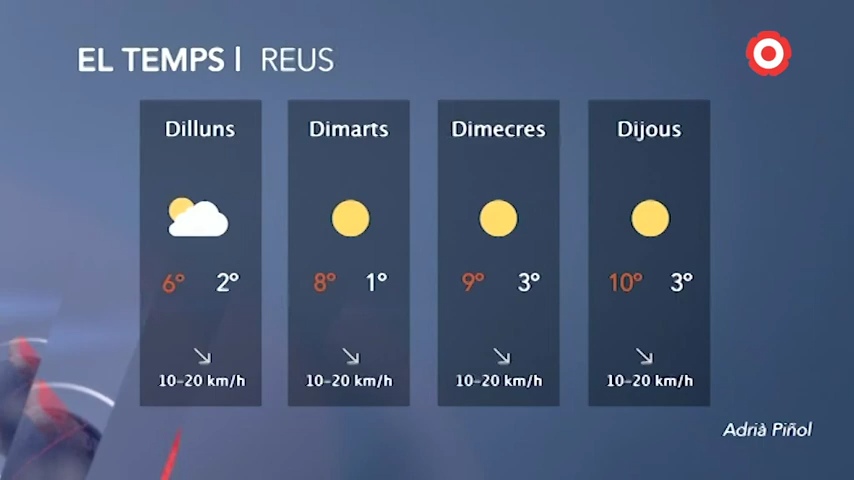 EL TEMPS | REUS
Dilluns
6° 2°
10-20 km/h
Dimarts
8° 1°
10-20 km/h
Dimecres
9° 3°
10-20 km/h
Dijous
10° 3°
10-20 km/h
Adrià Piñol